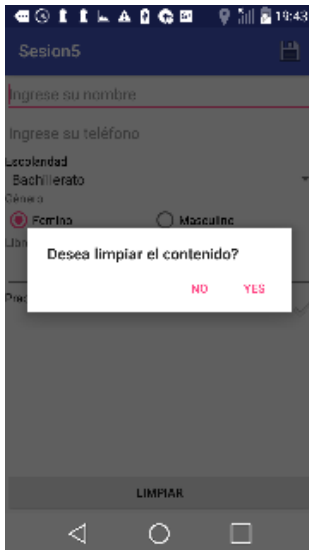 19:43
Sesion5
Ingrese su nombre
Ingrese su teléfono
Escolaridad
Bachillerato
Género
Femino
Masculino
Desea limpiar el contenido?
NO
YES
LIMPIAR